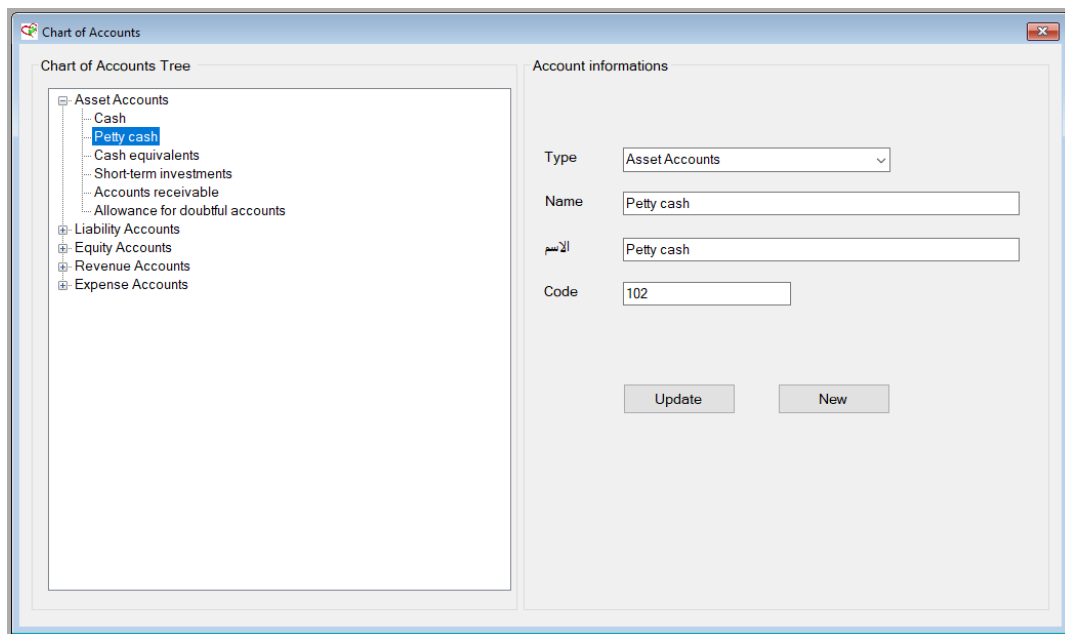 Chart of Accounts
Chart of Accounts Tree
Asset Accounts
Cash
Petty cash
Cash equivalents
Short-term investments
Accounts receivable
Allowance for doubtful accounts
Liability Accounts
Equity Accounts
Revenue Accounts
Expense Accounts
Account informations
Type Asset Accounts
Name Petty cash
الاسم Petty cash
Code 102
Update New